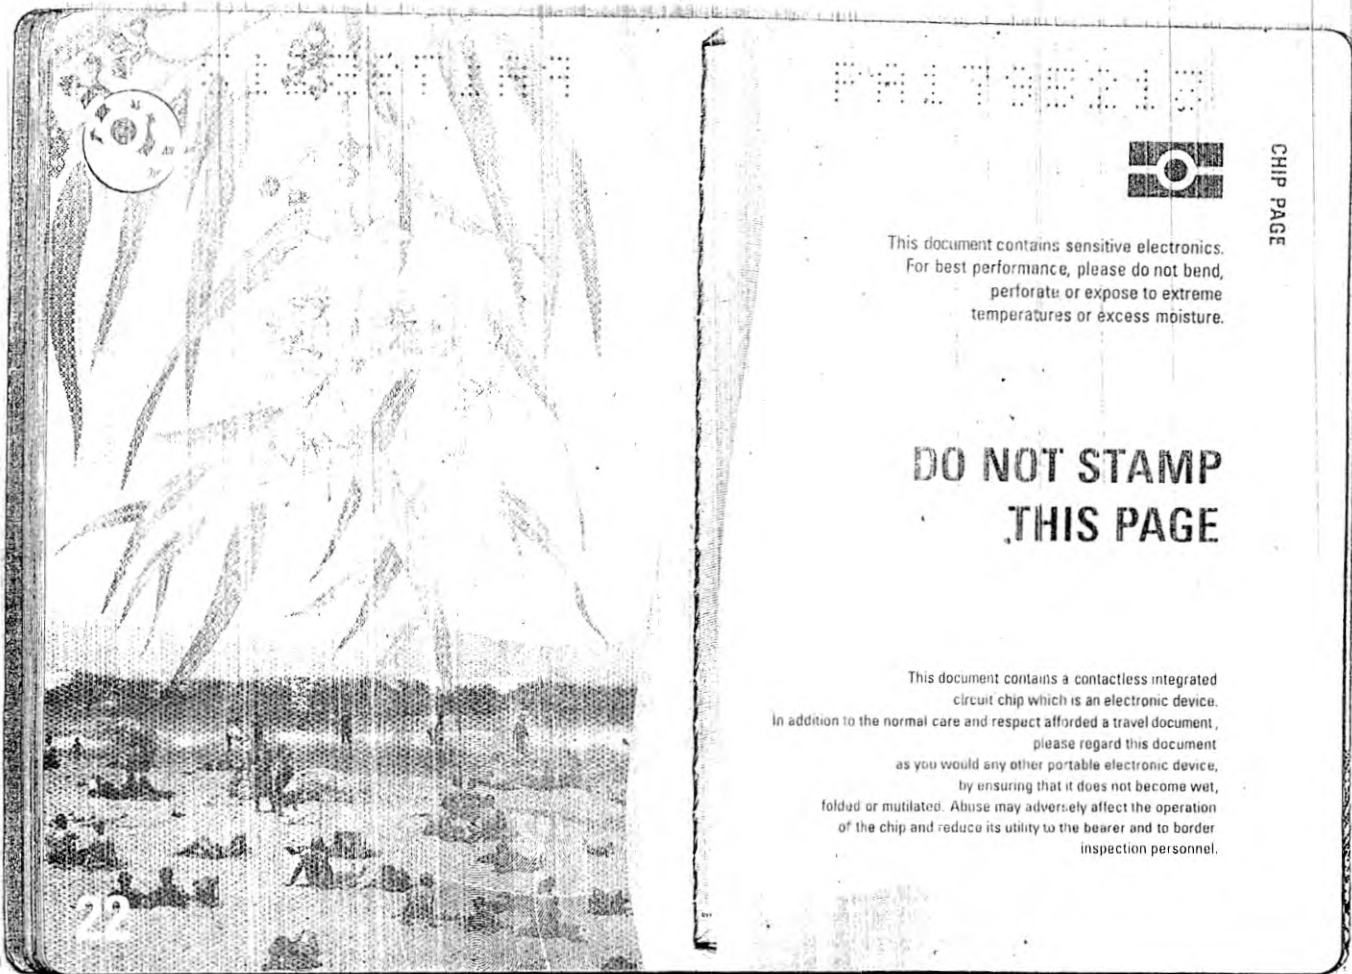 22
CHIP PAGE
This document contains sensitive electronics.
For best performance, please do not bend,
perforate or expose to extreme
temperatures or excess moisture.
DO NOT STAMP
THIS PAGE
This document contains a contactless integrated
circuit chip which is an electronic device.
In addition to the normal care and respect afforded a travel document,
please regard this document
as you would any other portable electronic device,
by ensuring that it does not become wet,
folded or mutilated. Abuse may adversely affect the operation
of the chip and reduce its utility to the bearer and to border
inspection personnel.